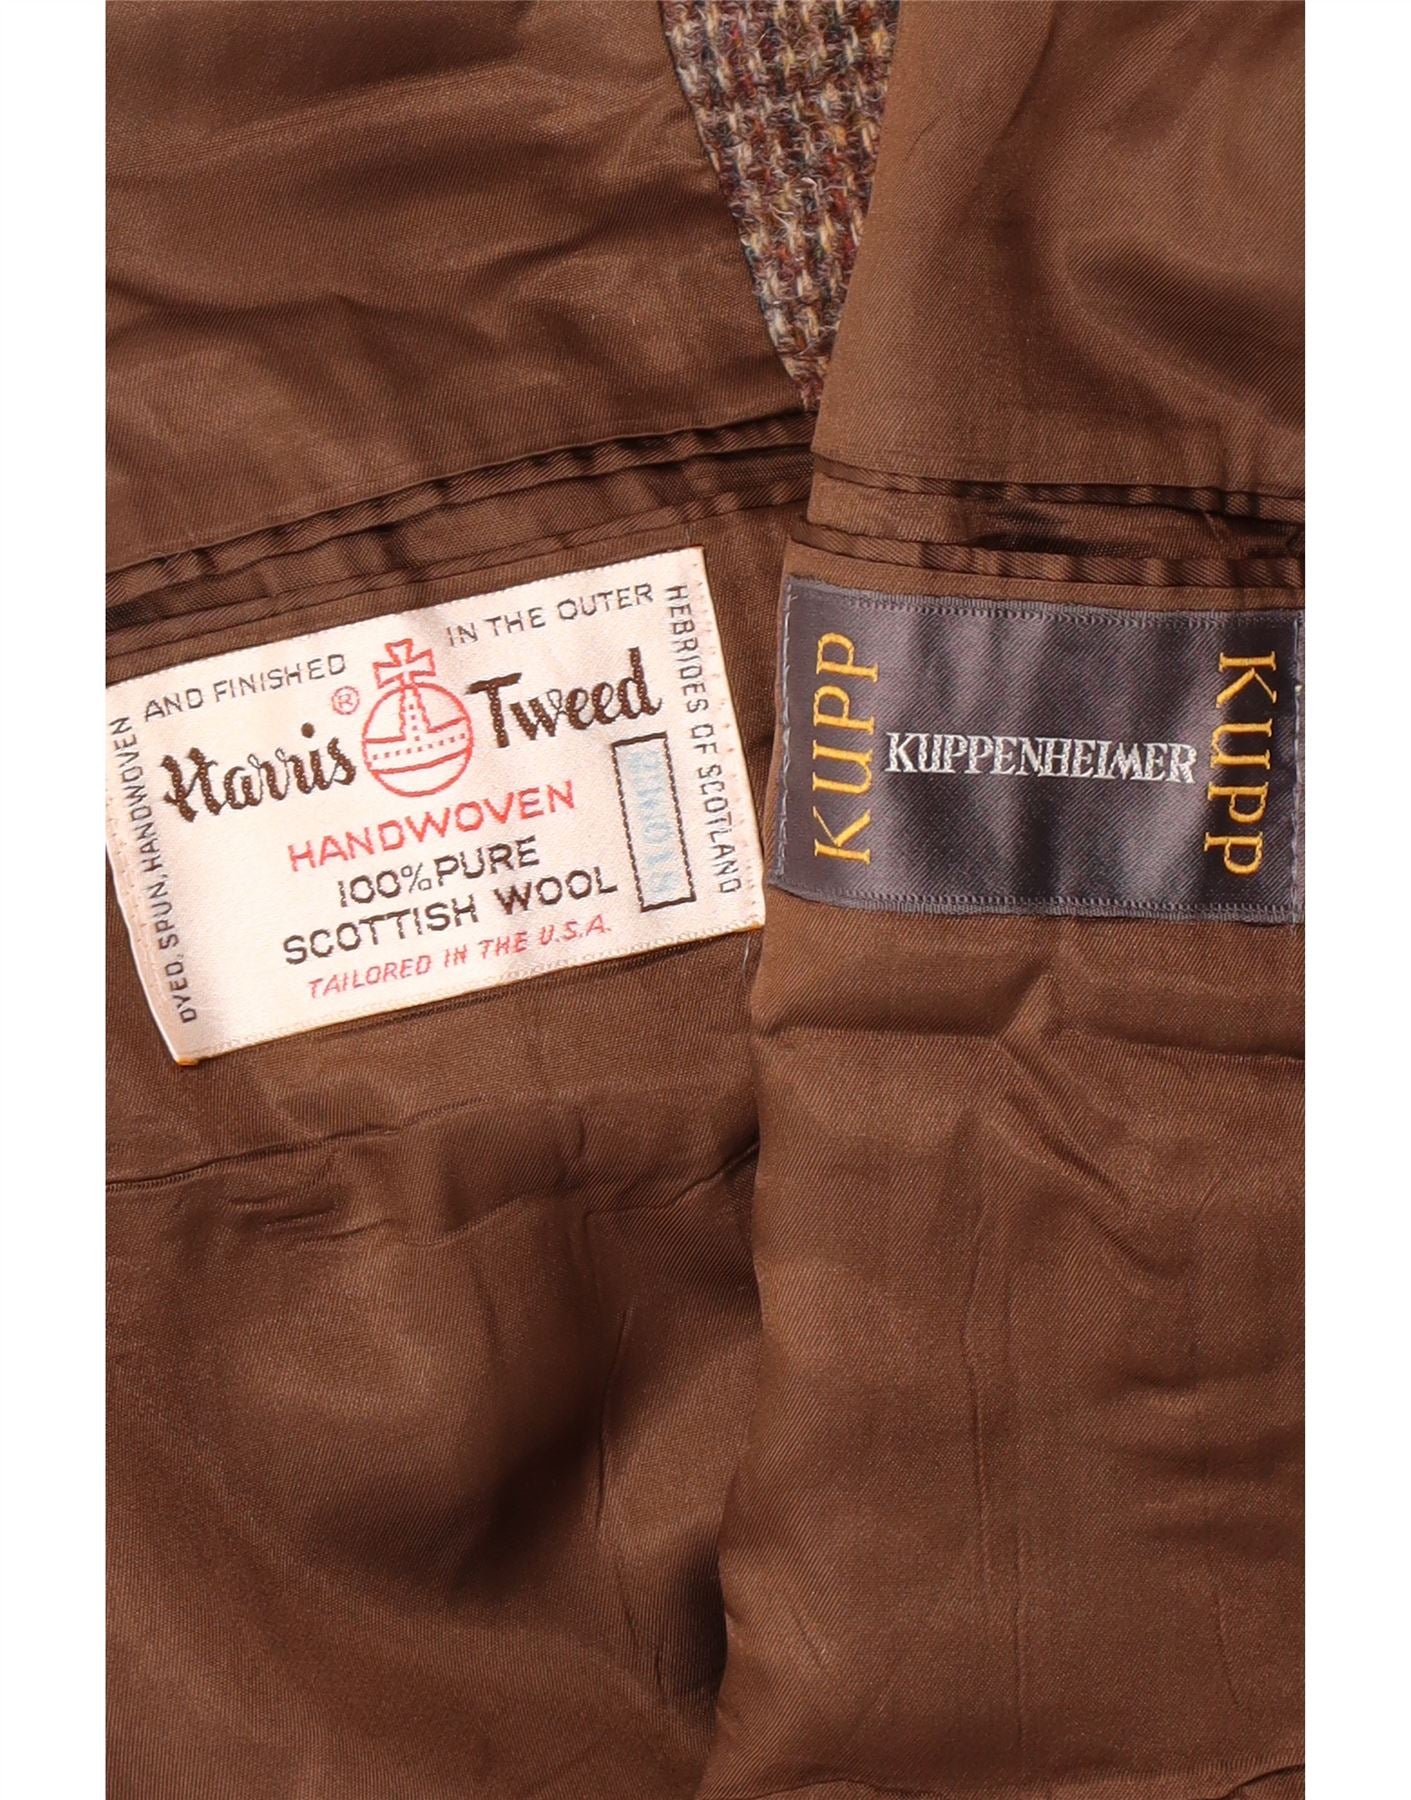 DYED, SPUN, HANDWOVEN
AND FINISHED
IN THE OUTER
HEBRIDES OF SCOTLAND
Harris ® Tweed
HANDWOVEN
100% PURE
SCOTTISH WOOL
TAILORED IN THE U.S.A.
KUPP
KUPPENHEIMER
Kupp